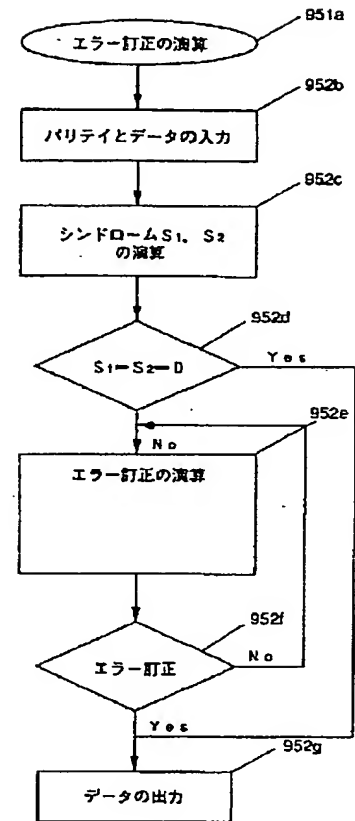 951a
エラー訂正の演算
952b
パリティとデータの入力
952c
シンドロームS1, S2
の演算
952d
S1=S2=D
Yes
952e
No
エラー訂正の演算
952f
エラー訂正
No
Yes
952g
データの出力